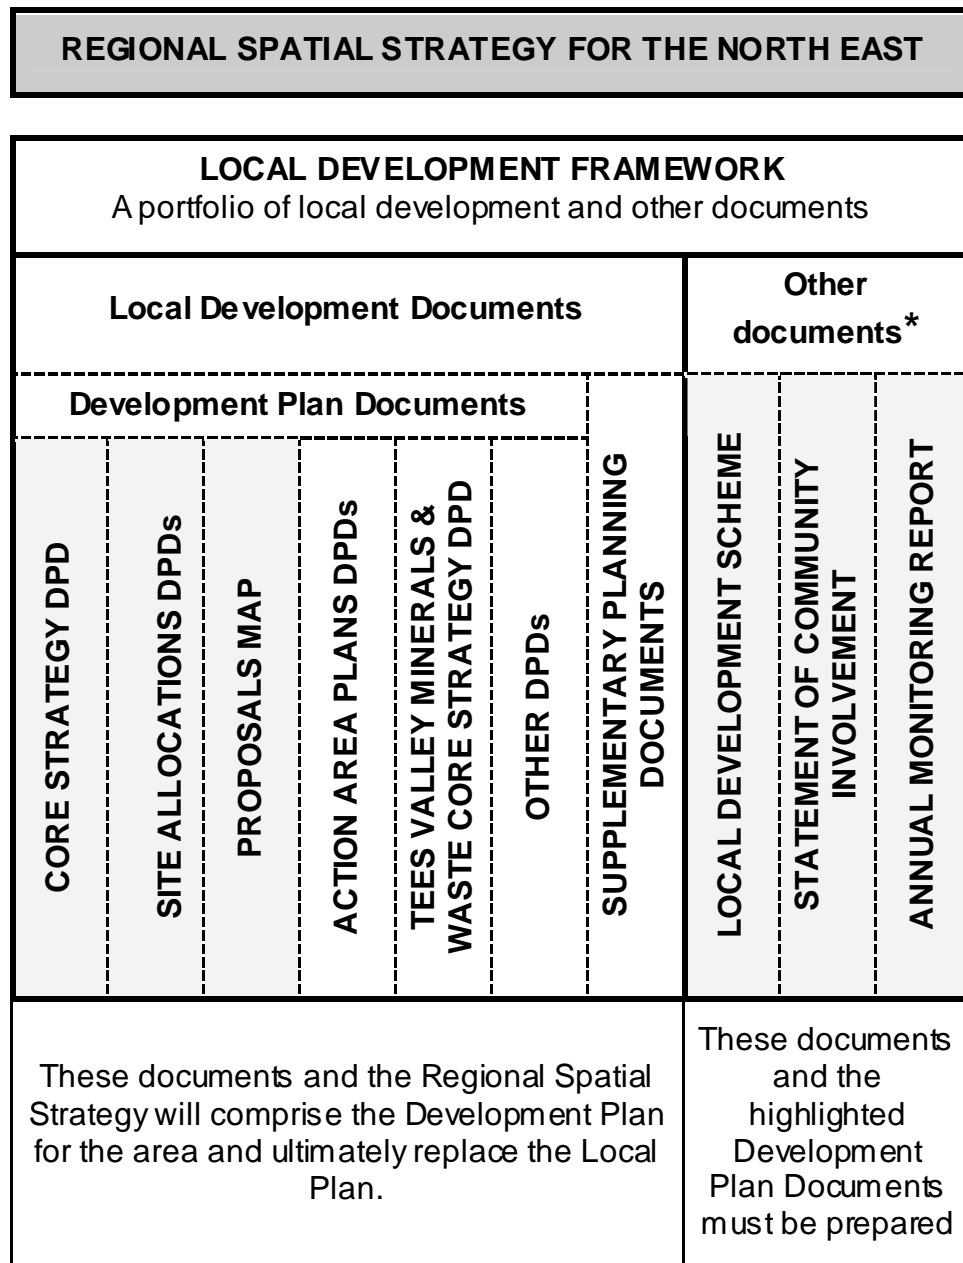 REGIONAL SPATIAL STRATEGY FOR THE NORTH EAST
LOCAL DEVELOPMENT FRAMEWORK
A portfolio of local development and other documents
Local Development Documents
Other
documents*
Development Plan Documents
CORE STRATEGY DPD
SITE ALLOCATIONS DPDs
PROPOSALS MAP
ACTION AREA PLANS DPDs
TEES VALLEY MINERALS &
WASTE CORE STRATEGY DPD
OTHER DPDs
SUPPLEMENTARY PLANNING
DOCUMENTS
LOCAL DEVELOPMENT SCHEME
STATEMENT OF COMMUNITY
INVOLVEMENT
ANNUAL MONITORING REPORT
These documents and the Regional Spatial
Strategy will comprise the Development Plan
for the area and ultimately replace the Local
Plan.
These documents
and the
highlighted
Development
Plan Documents
must be prepared